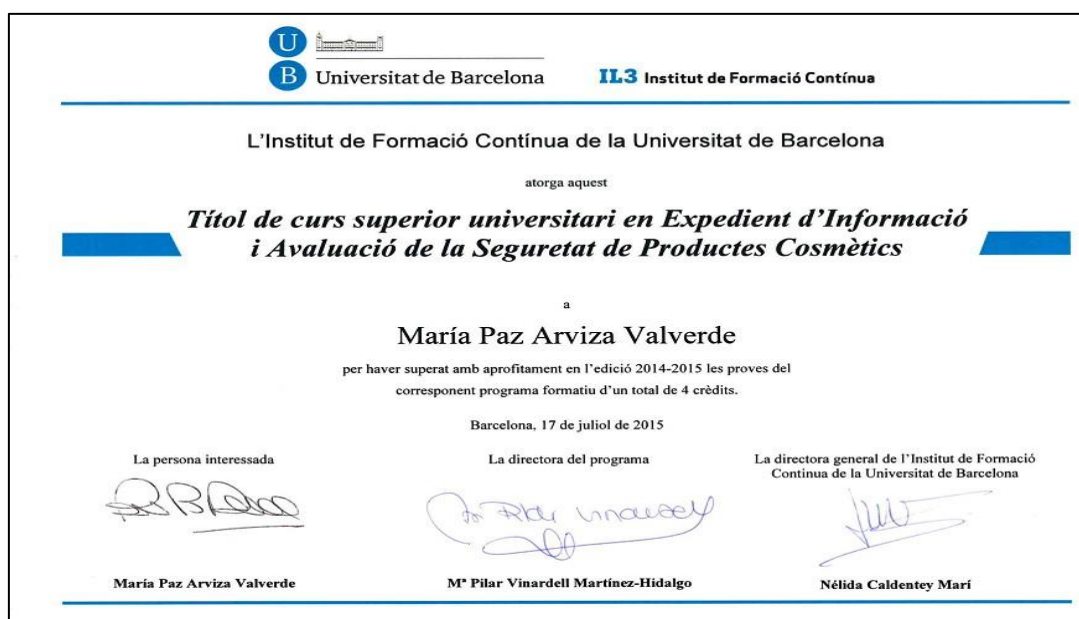 UB Universitat de Barcelona
IL3 Institut de Formació Contínua
L'Institut de Formació Contínua de la Universitat de Barcelona
atorga aquest
Títol de curs superior universitari en Expedient d'Informació
i Avaluació de la Seguretat de Productes Cosmètics
a
María Paz Arviza Valverde
per haver superat amb aprofitament en l'edició 2014-2015 les proves del
corresponent programa formatiu d'un total de 4 crèdits.
Barcelona, 17 de juliol de 2015
La persona interessada
La directora del programa
La directora general de l'Institut de Formació
Contínua de la Universitat de Barcelona
María Paz Arviza Valverde
Mª Pilar Vinardell Martínez-Hidalgo
Nélida Caldentey Marí